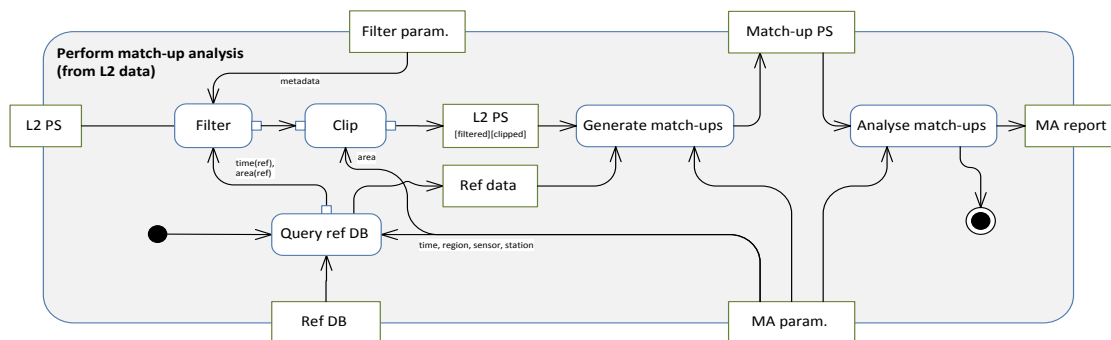 Filter param.
Match-up PS
Perform match-up analysis
(from L2 data)
metadata
L2 PS
Filter
Clip
L2 PS
[filtered][clipped]
Generate match-ups
Analyse match-ups
MA report
time(ref),
area(ref)
area
Ref data
Query ref DB
time, region, sensor, station
Ref DB
MA param.